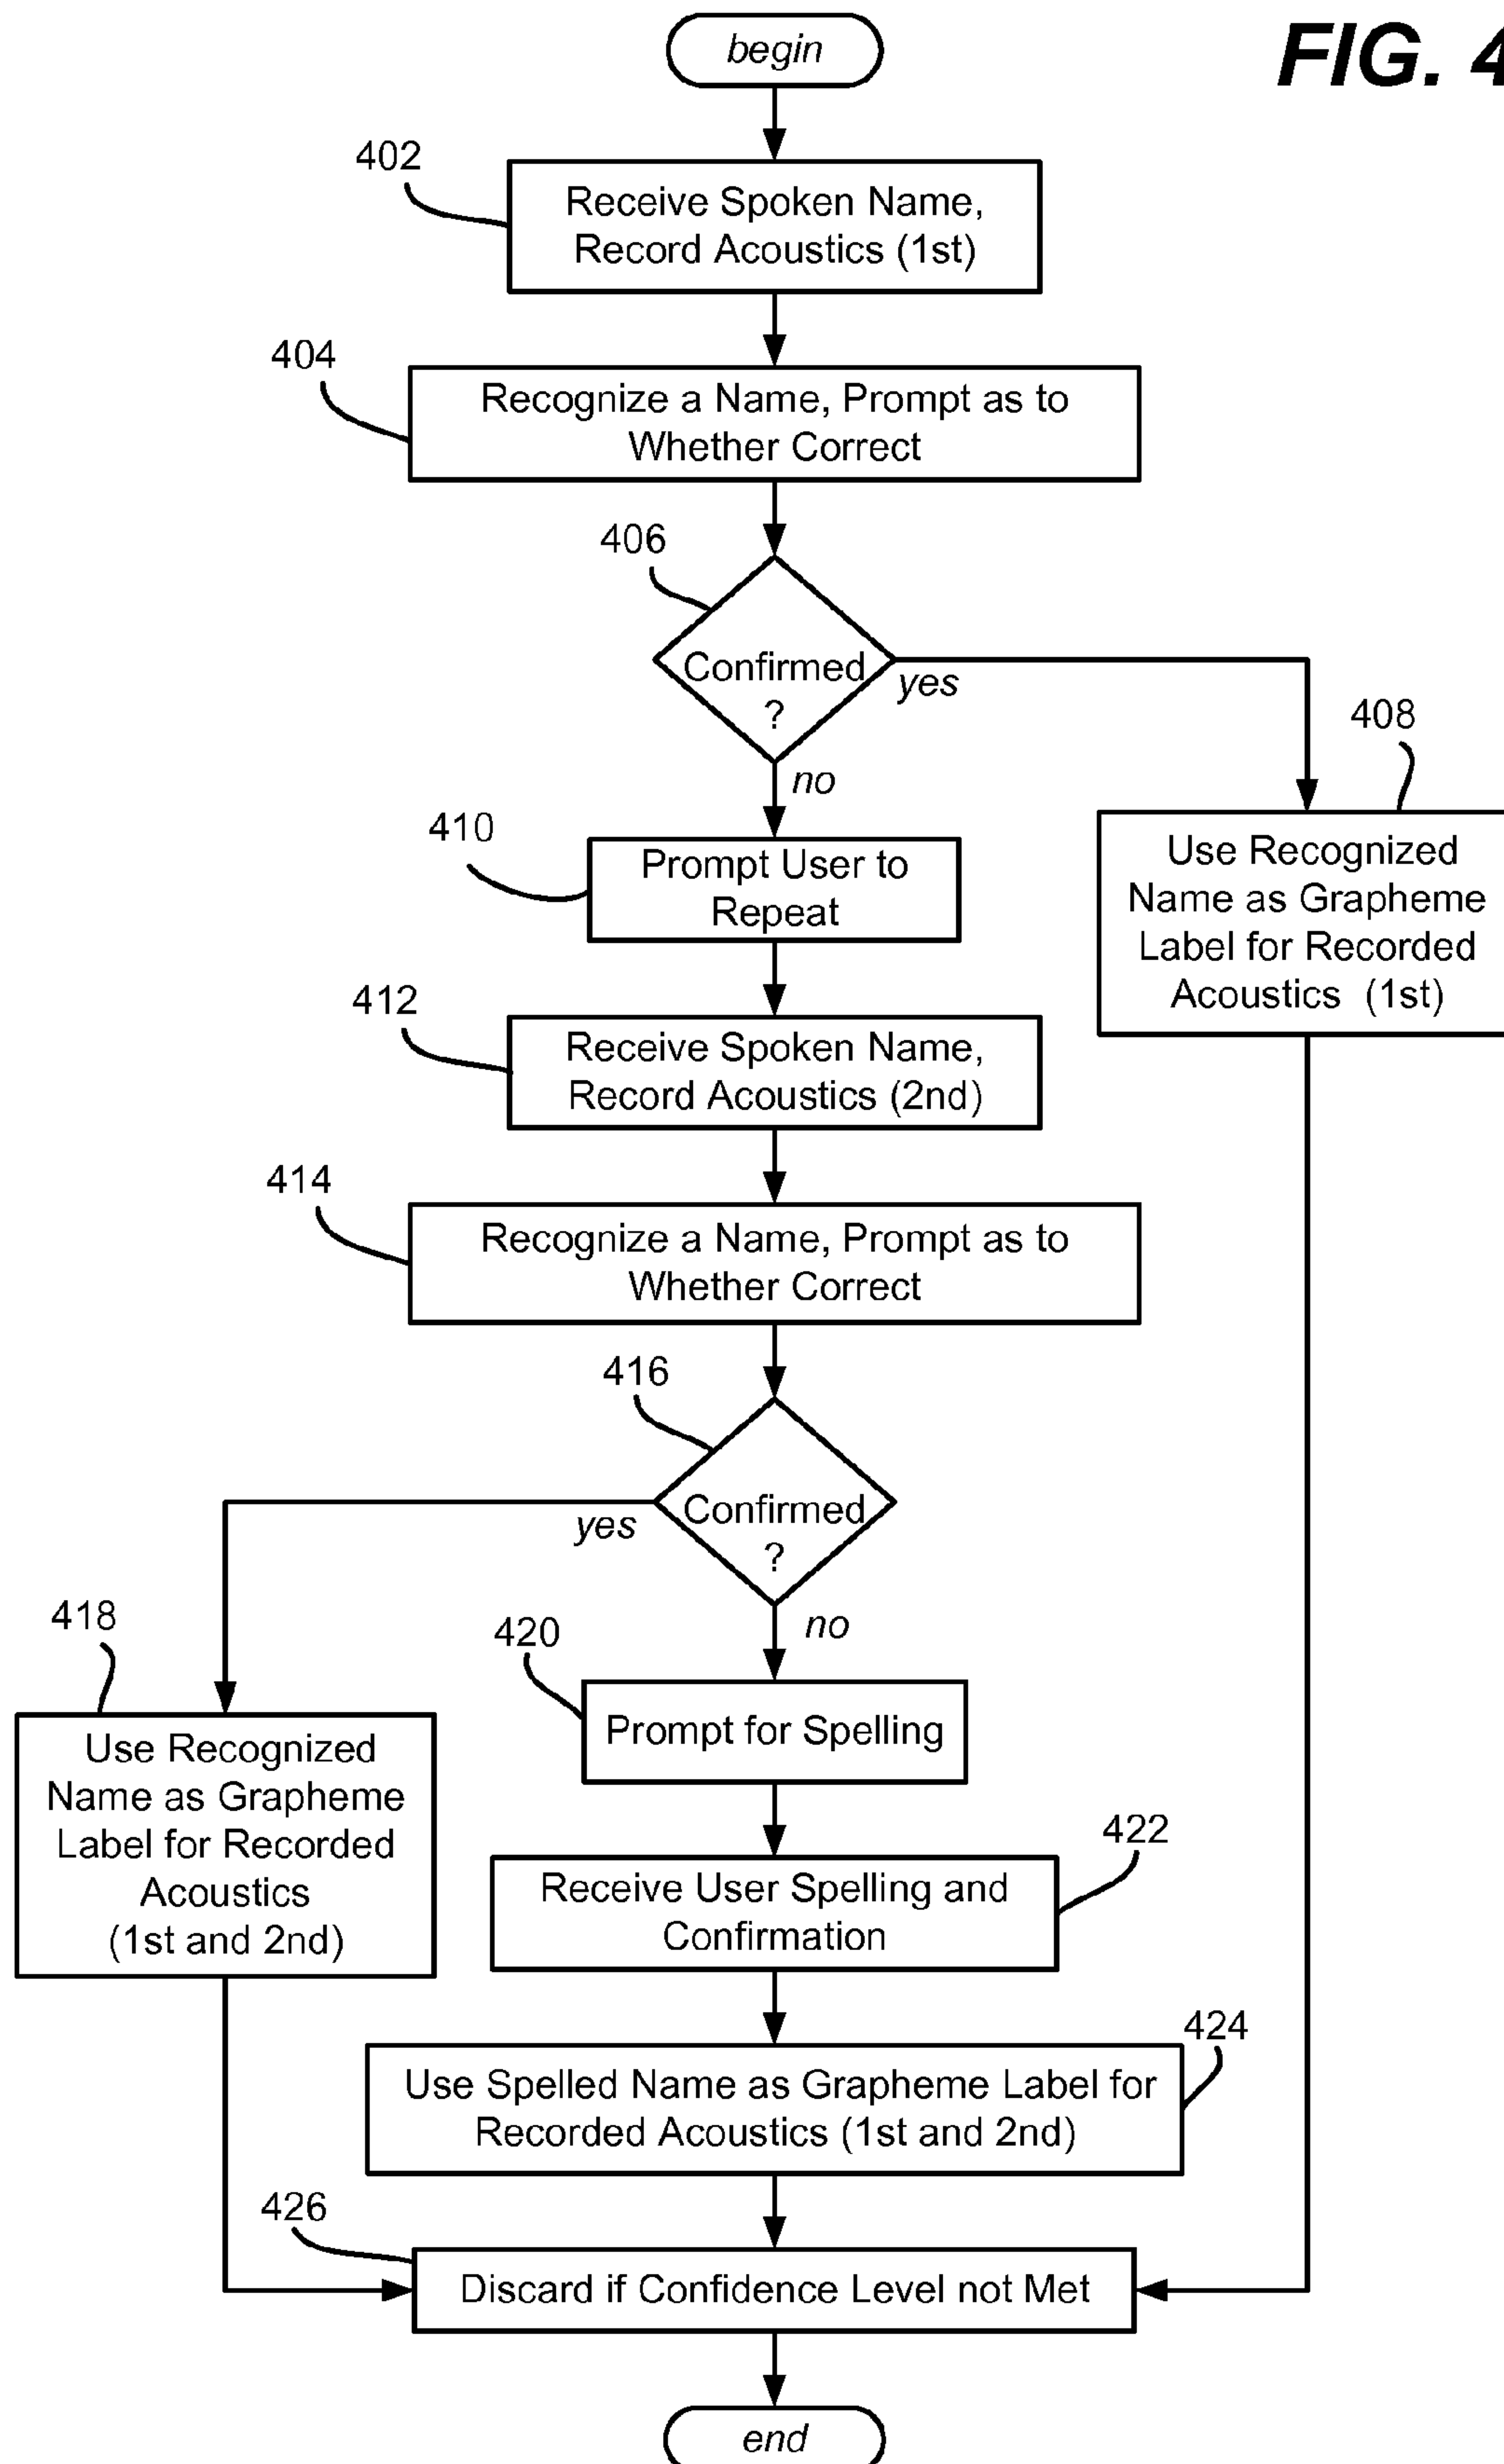 begin
FIG. 4
402
Receive Spoken Name,
Record Acoustics (1st)
404
Recognize a Name, Prompt as to
Whether Correct
406
Confirmed
?
yes
no
408
Use Recognized
Name as Grapheme
Label for Recorded
Acoustics (1st)
410
Prompt User to
Repeat
412
Receive Spoken Name,
Record Acoustics (2nd)
414
Recognize a Name, Prompt as to
Whether Correct
416
Confirmed
?
yes
no
418
Use Recognized
Name as Grapheme
Label for Recorded
Acoustics
(1st and 2nd)
420
Prompt for Spelling
422
Receive User Spelling and
Confirmation
424
Use Spelled Name as Grapheme Label for
Recorded Acoustics (1st and 2nd)
426
Discard if Confidence Level not Met
end